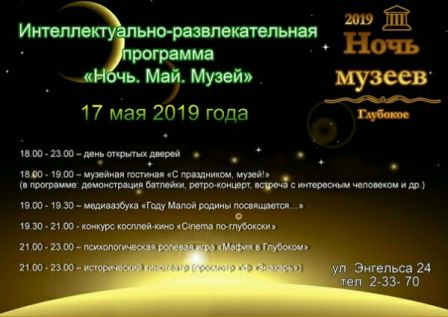 Интеллектуально-развлекательная
программа
«Ночь. Май. Музей»
17 мая 2019 года
2019
Ночь
музеев
Глубокое
18.00 - 23.00 – день открытых дверей
18.00 - 19.00 – музейная гостиная «С праздником, музей!»
(в программе: демонстрация батлейки, ретро-концерт, встреча с интересным человеком и др.)
19.00 - 19.30 – медиаазбука «Году Малой родины посвящается…»
19.30 - 21.00 - конкурс косплей-кино «Cinema по-глубокски»
21.00 - 23.00 – психологическая ролевая игра «Мафия в Глубоком»
21.00 – 23.00 – исторический кинотеатр (просмотр «Знахарь»)
ул. Энгельса 24
тел. 2-33- 70